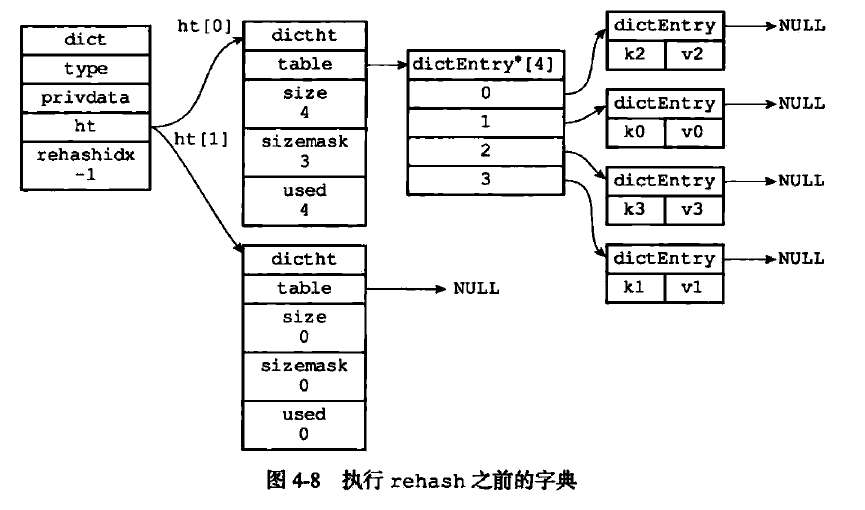 dict
type
privdata
ht
rehashidx
-1
ht[0]
ht[1]
dictht
table
size
4
sizemask
3
used
4
dictht
table
size
0
sizemask
0
used
0
NULL
dictEntry*[4]
0
1
2
3
dictEntry
k2 v2
NULL
dictEntry
k0 v0
NULL
dictEntry
k3 v3
NULL
dictEntry
k1 v1
NULL
图 4-8 执行 rehash 之前的字典